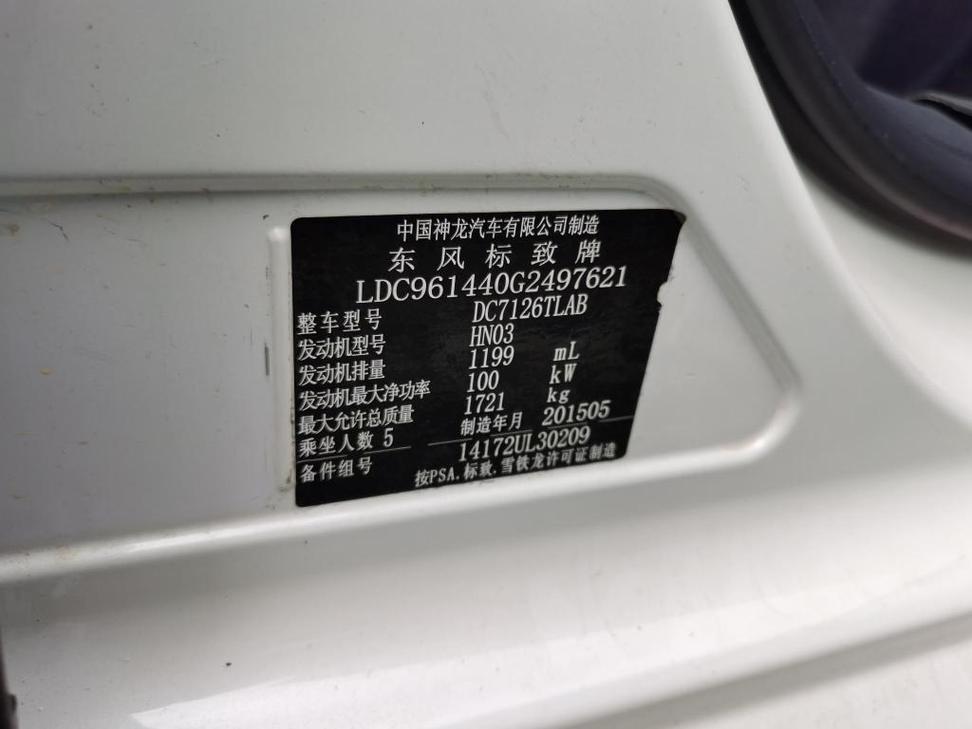 中国神龙汽车有限公司制造
东风标致牌
LDC961440G2497621
整车型号 DC7126TLAB
发动机型号 HN03
发动机排量 1199 mL
发动机最大净功率 100 kW
最大允许总质量 1721 kg
乘坐人数 5 制造年月 201505
备件组号 14172UL30209
按PSA.标致.雪铁龙许可证制造